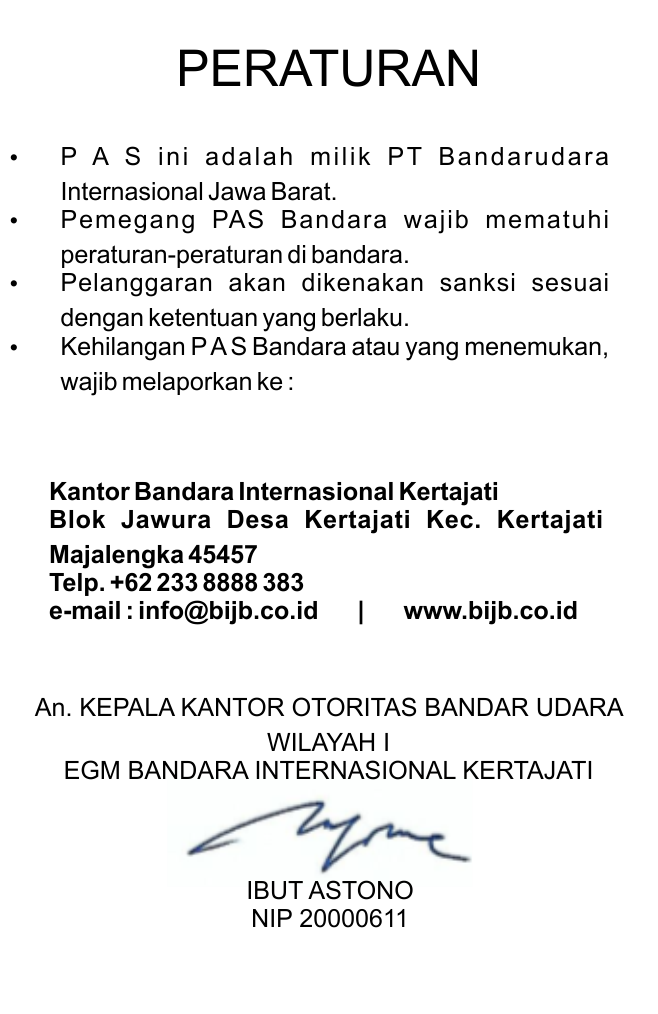 PERATURAN
• P A S ini adalah milik PT Bandarudara
Internasional Jawa Barat.
• Pemegang PAS Bandara wajib mematuhi
peraturan-peraturan di bandara.
• Pelanggaran akan dikenakan sanksi sesuai
dengan ketentuan yang berlaku.
• Kehilangan P A S Bandara atau yang menemukan,
wajib melaporkan ke :
Kantor Bandara Internasional Kertajati
Blok Jawura Desa Kertajati Kec. Kertajati
Majalengka 45457
Telp. +62 233 8888 383
e-mail : info@bijb.co.id | www.bijb.co.id
An. KEPALA KANTOR OTORITAS BANDAR UDARA
WILAYAH I
EGM BANDARA INTERNASIONAL KERTAJATI
IBUT ASTONO
NIP 20000611